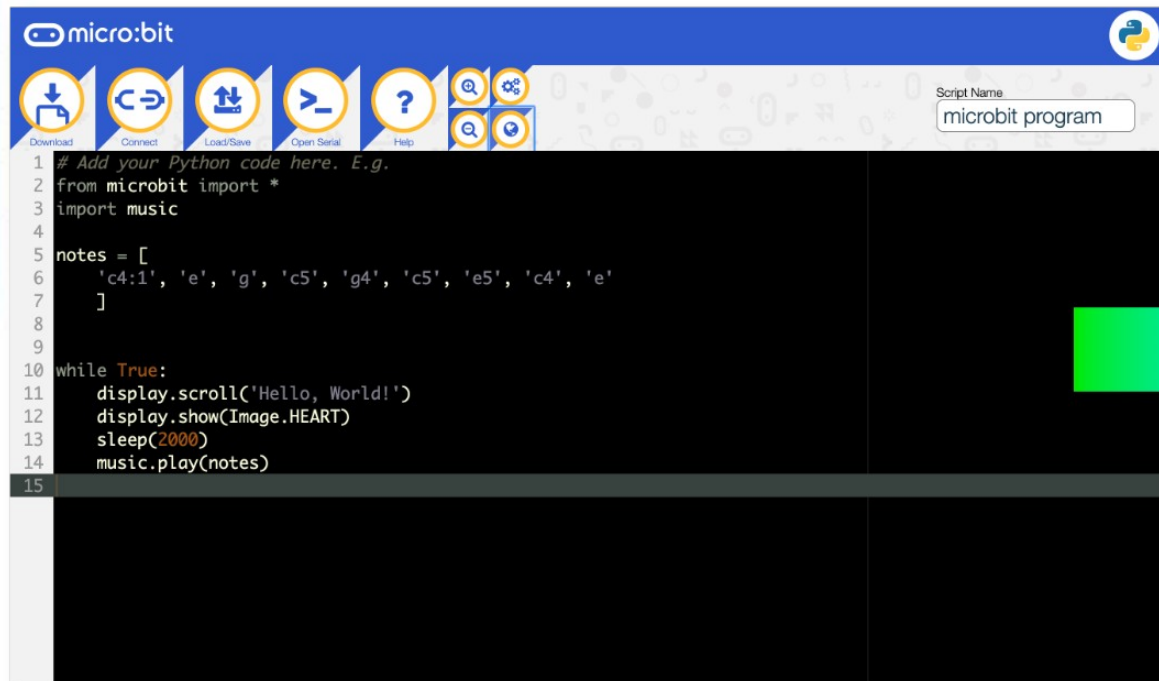 micro:bit
Download Connect Load/Save Open Serial Help
Script Name
microbit program
1 # Add your Python code here. E.g.
2 from microbit import *
3 import music
4
5 notes = [
6     'c4:1', 'e', 'g', 'c5', 'g4', 'c5', 'e5', 'c4', 'e'
7     ]
8
9
10 while True:
11     display.scroll('Hello, World!')
12     display.show(Image.HEART)
13     sleep(2000)
14     music.play(notes)
15